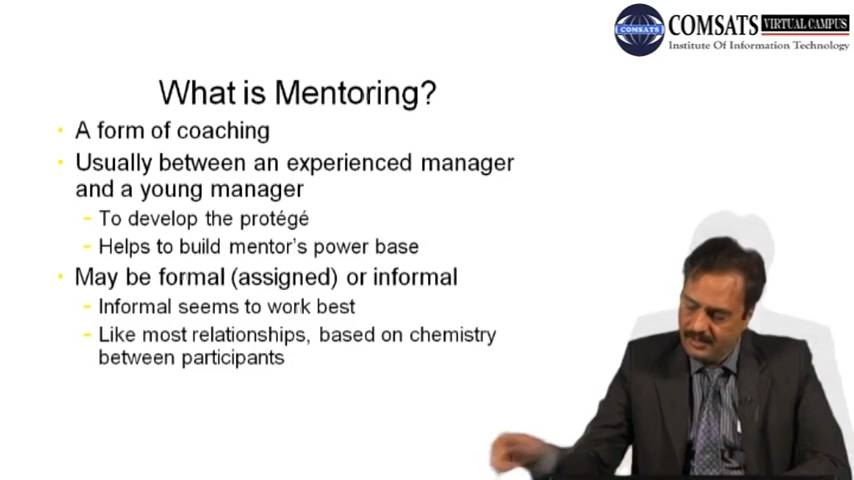 COMSATS
COMSATS VIRTUAL CAMPUS
Institute Of Information Technology
What is Mentoring?
• A form of coaching
• Usually between an experienced manager
and a young manager
- To develop the protégé
- Helps to build mentor's power base
• May be formal (assigned) or informal
- Informal seems to work best
- Like most relationships, based on chemistry
between participants